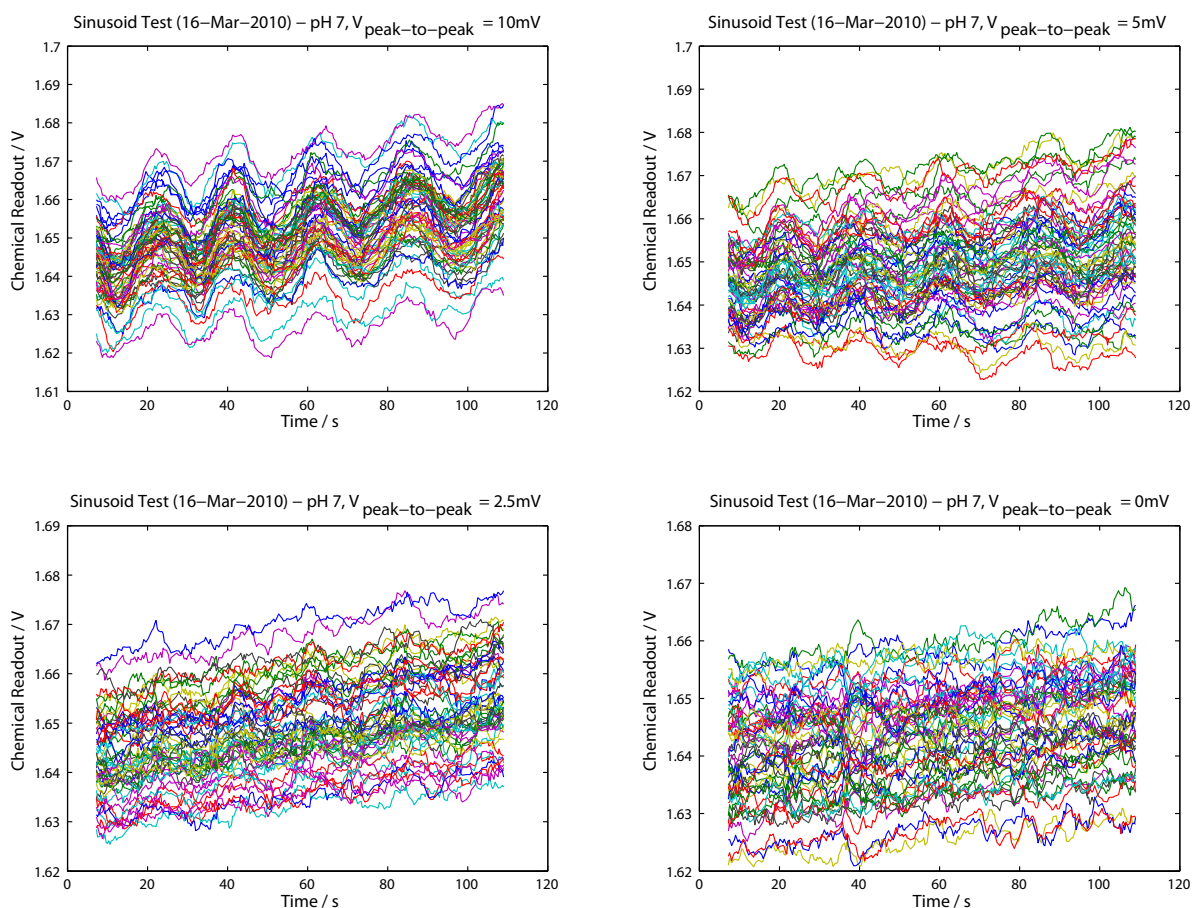 Sinusoid Test (16−Mar−2010) − pH 7, V peak−to−peak = 10mV
1.7
1.69
1.68
1.67
1.66
1.65
1.64
1.63
1.62
1.61
Chemical Readout / V
0 20 40 60 80 100 120
Time / s
Sinusoid Test (16−Mar−2010) − pH 7, V peak−to−peak = 5mV
1.7
1.69
1.68
1.67
1.66
1.65
1.64
1.63
1.62
Chemical Readout / V
0 20 40 60 80 100 120
Time / s
Sinusoid Test (16−Mar−2010) − pH 7, V peak−to−peak = 2.5mV
1.69
1.68
1.67
1.66
1.65
1.64
1.63
1.62
Chemical Readout / V
0 20 40 60 80 100 120
Time / s
Sinusoid Test (16−Mar−2010) − pH 7, V peak−to−peak = 0mV
1.68
1.67
1.66
1.65
1.64
1.63
1.62
Chemical Readout / V
0 20 40 60 80 100 120
Time / s